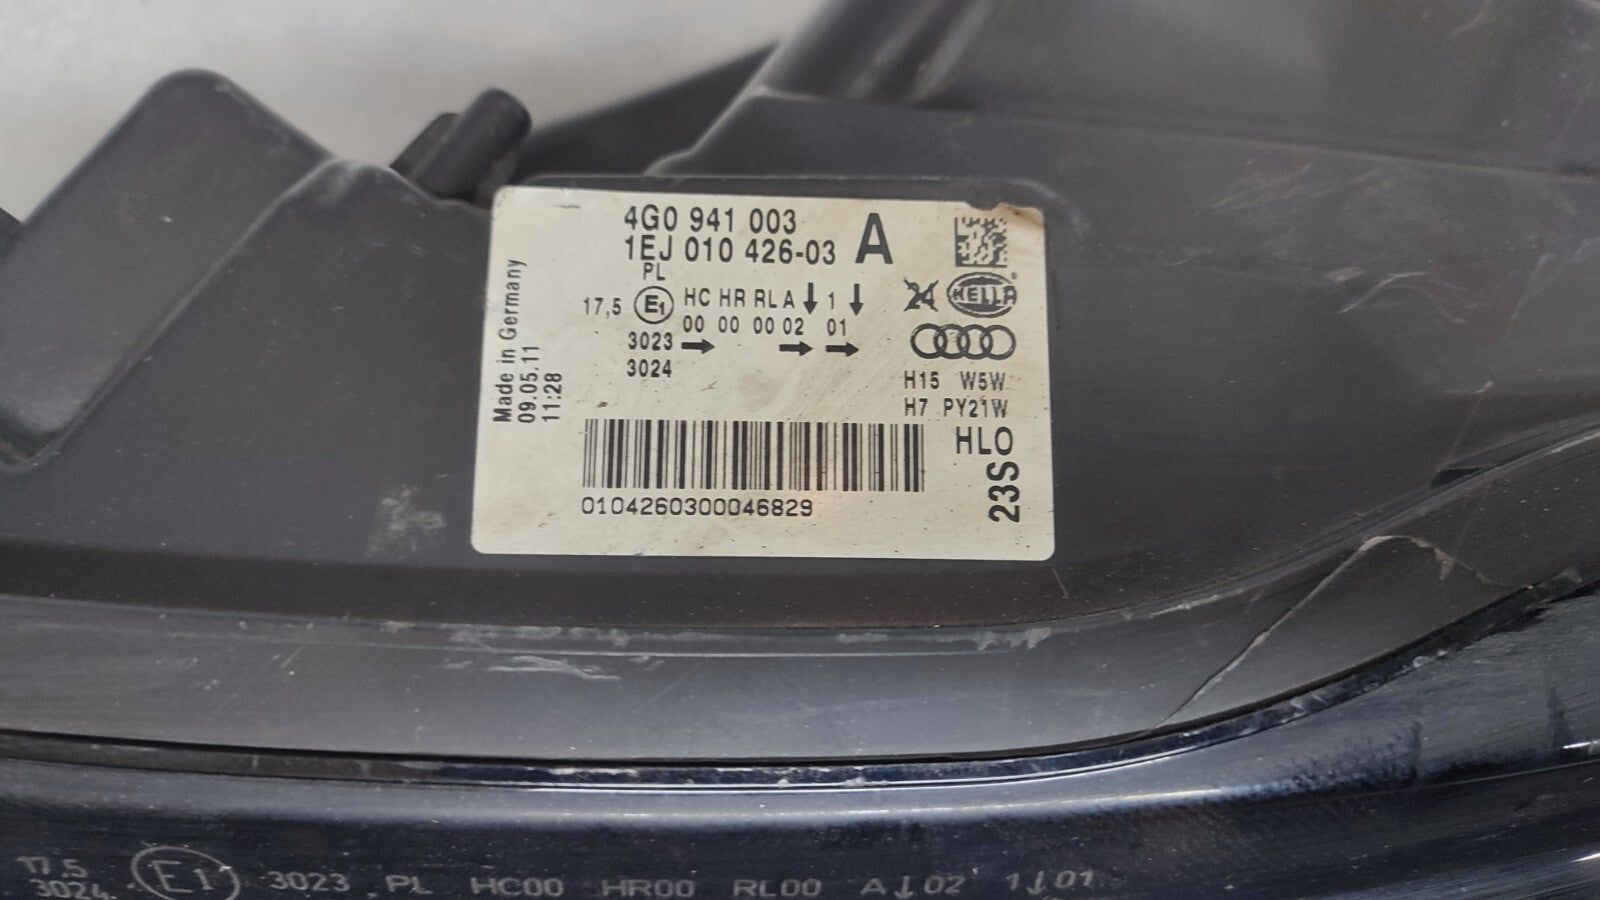 4G0 941 003
1EJ 010 426-03 A
PL
17,5 E1 HC HR RL A ↓ 1 ↓
00 00 00 02 01
3023 → → →
3024
Made in Germany
09.05.11
11:28
24
HELLA
H15 W5W
H7 PY21W
HLO
23S
0104260300046829
17.5
3024 E1 3023 PL HC00 HR00 RL00 A↓02 1↓01